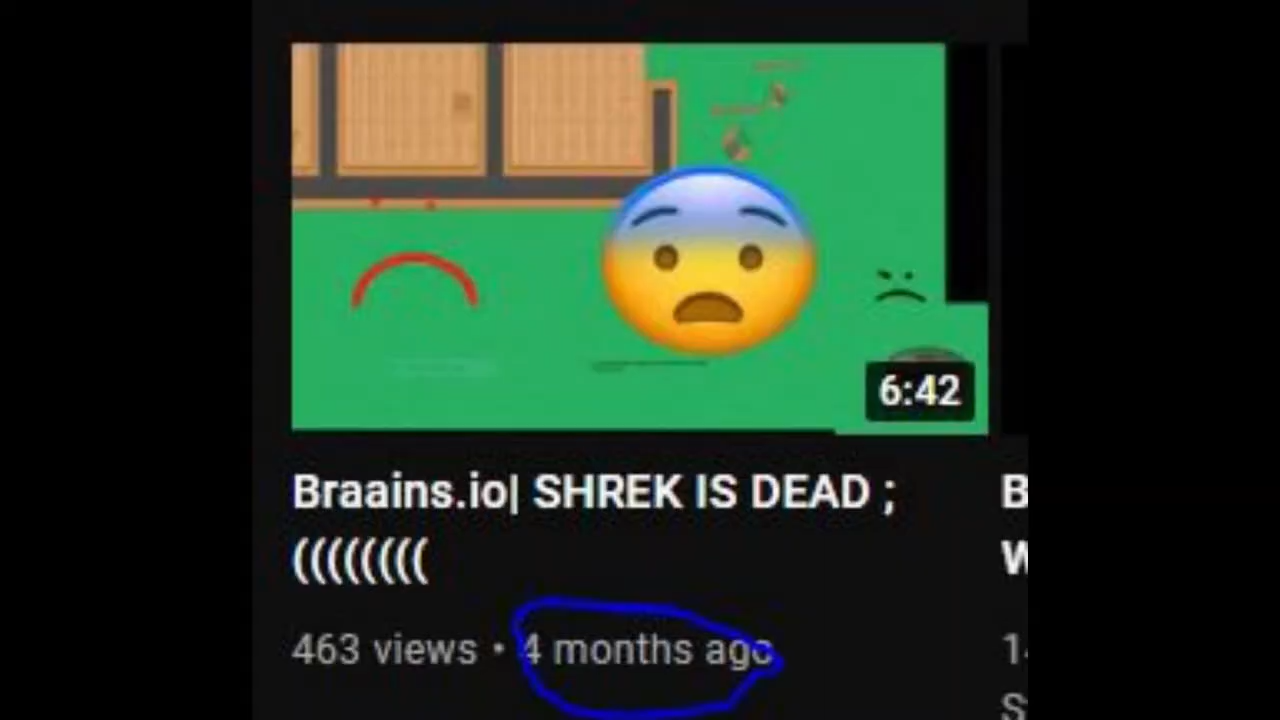 6:42
Braains.io| SHREK IS DEAD ;
((((((((
463 views • 4 months ago